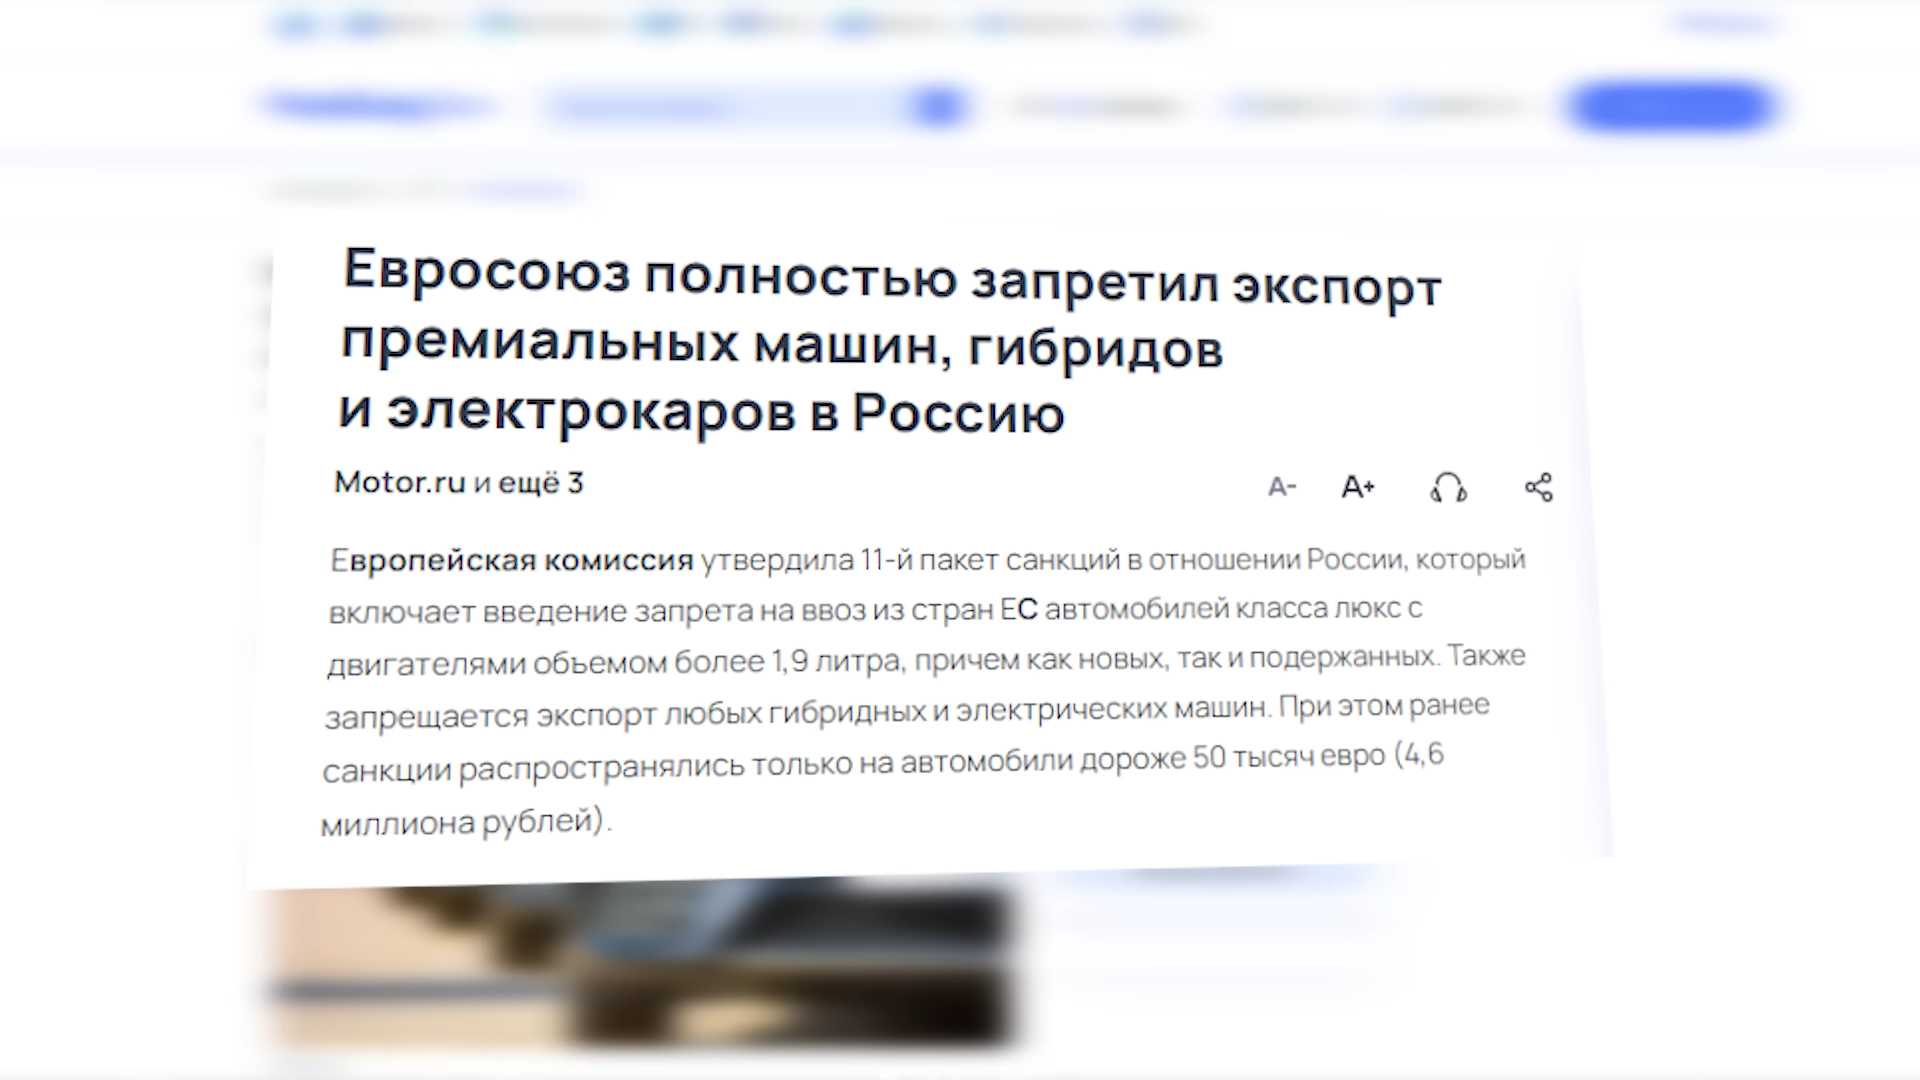 Евросоюз полностью запретил экспорт
премиальных машин, гибридов
и электрокаров в Россию
Motor.ru и ещё 3
A- A+
Европейская комиссия утвердила 11-й пакет санкций в отношении России, который
включает введение запрета на ввоз из стран ЕС автомобилей класса люкс с
двигателями объемом более 1,9 литра, причем как новых, так и подержанных. Также
запрещается экспорт любых гибридных и электрических машин. При этом ранее
санкции распространялись только на автомобили дороже 50 тысяч евро (4,6
миллиона рублей).